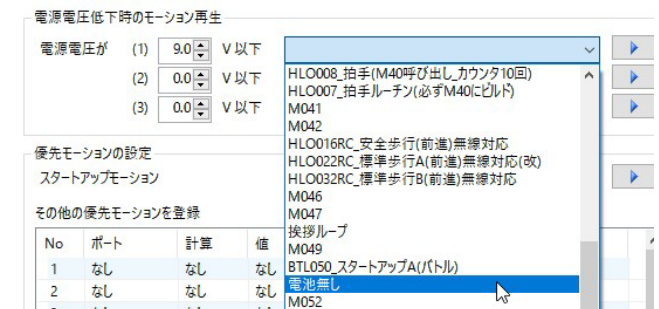 電源電圧低下時のモーション再生
電源電圧が (1) 9.0 V以下
(2) 0.0 V以下
(3) 0.0 V以下
HLO008_拍手(M40呼び出し_カウンタ10回)
HLO007_拍手ルーチン(必ずM40にビルド)
M041
M042
HLO016RC_安全歩行(前進)無線対応
HLO022RC_標準歩行A(前進)無線対応(改)
HLO032RC_標準歩行B(前進)無線対応
M046
M047
挨拶ループ
M049
BTL050_スタートアップA(バトル)
電池無し
M052
優先モーションの設定
スタートアップモーション
その他の優先モーションを登録
No ポート 計算 値
1 なし なし なし
2 なし なし なし